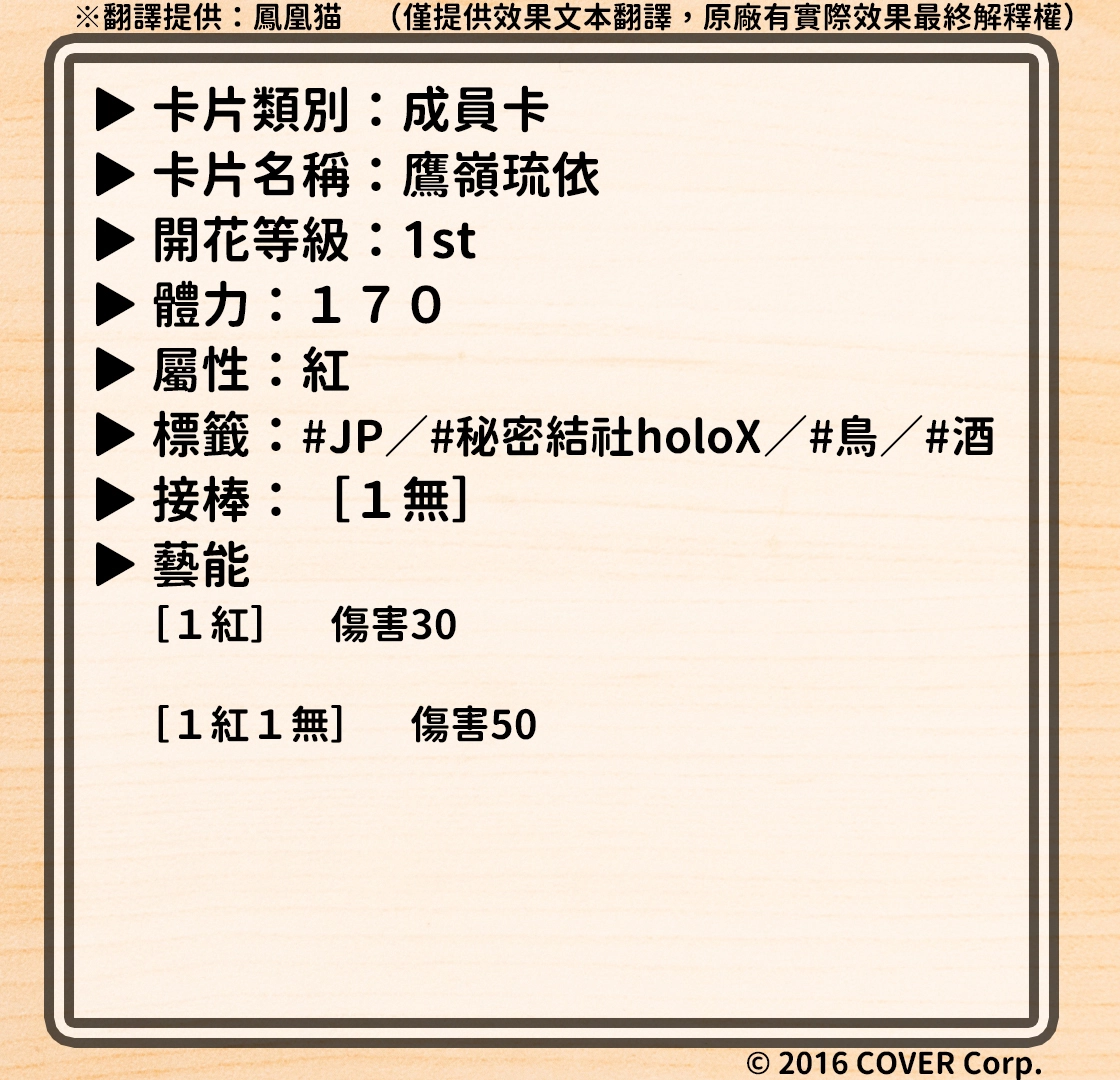 ※翻譯提供：鳳凰猫　（僅提供效果文本翻譯，原廠有實際效果最終解釋權）
▶ 卡片類別：成員卡
▶ 卡片名稱：鷹嶺琉依
▶ 開花等級：1st
▶ 體力：１７０
▶ 屬性：紅
▶ 標籤：#JP／#秘密結社holoX／#鳥／#酒
▶ 接棒：［１無］
▶ 藝能
［１紅］　傷害30
［１紅１無］　傷害50
© 2016 COVER Corp.